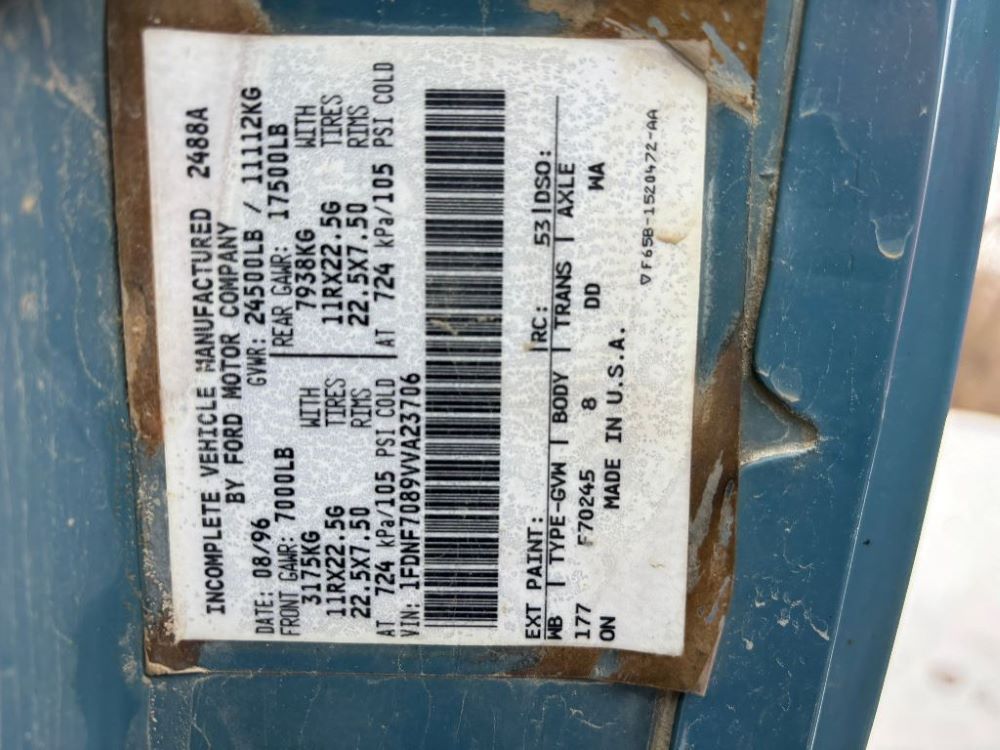 INCOMPLETE VEHICLE MANUFACTURED 2488A
BY FORD MOTOR COMPANY
DATE: 08/96 GVWR: 24500LB / 11112KG
FRONT GAWR: 7000LB REAR GAWR: 17500LB
3175KG WITH 7938KG WITH
11RX22.5G TIRES 11RX22.5G TIRES
22.5X7.50 RIMS 22.5X7.50 RIMS
AT 724 kPa/105 PSI COLD AT 724 kPa/105 PSI COLD
VIN: 1FDNF7089VVA23706
EXT PAINT: RC: 53 DSO:
WB TYPE-GVW BODY TRANS AXLE
177 F70245 8 DD WA
ON MADE IN U.S.A.
▽F65B-1520472-AA